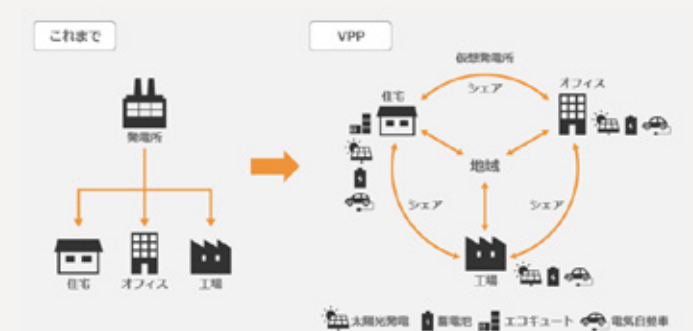 これまで
発電所
住宅
オフィス
工場
VPP
仮想発電所
シェア
住宅
オフィス
地域
シェア
シェア
工場
太陽光発電
蓄電池
エコキュート
電気自動車